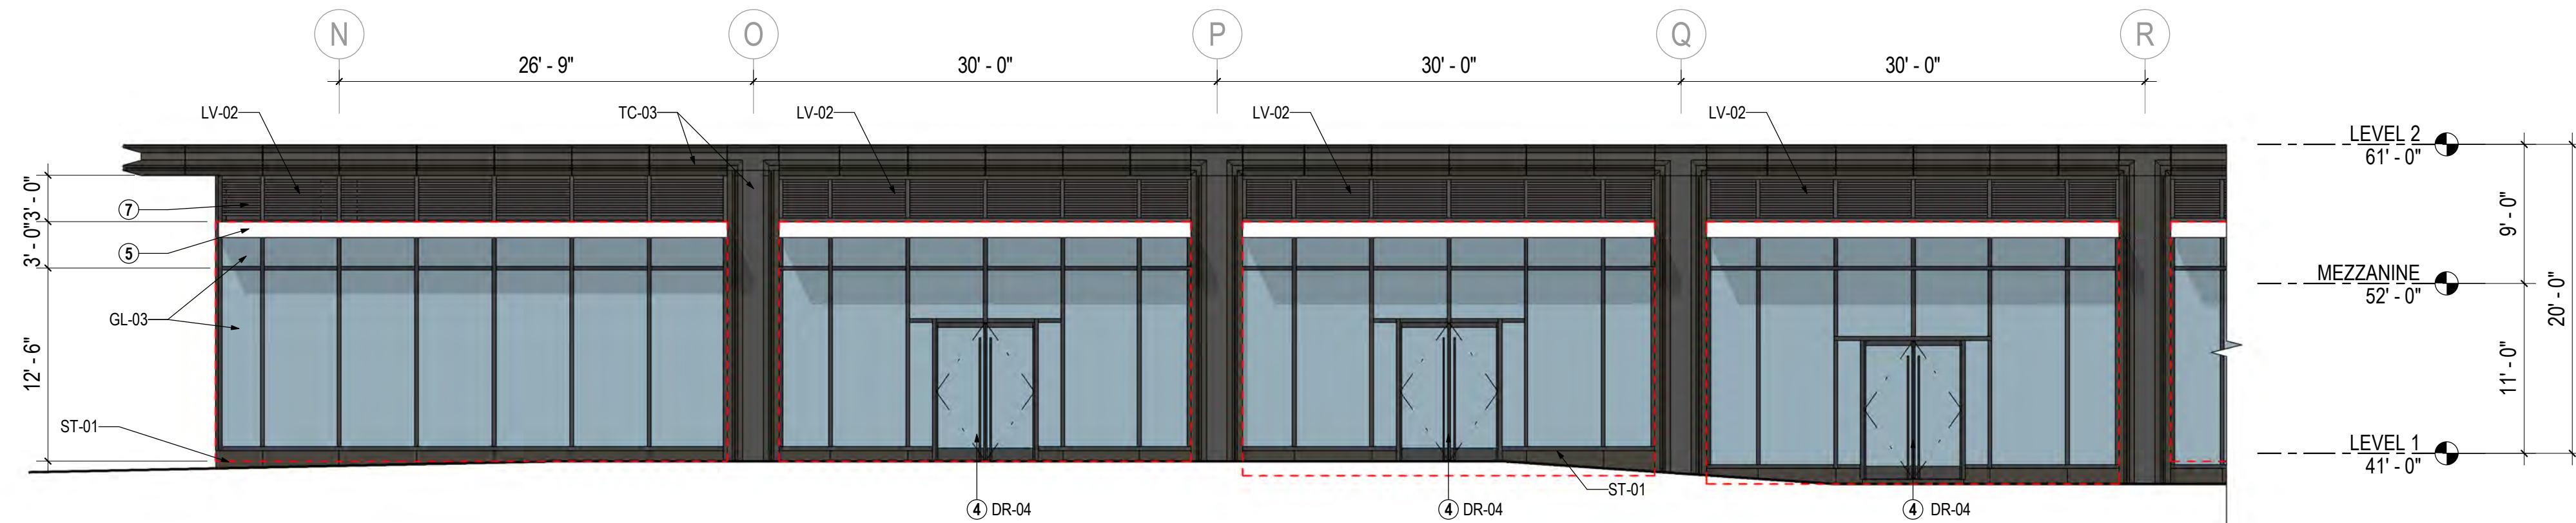 N O P Q R
26' - 9" 30' - 0" 30' - 0" 30' - 0"
LV-02 TC-03 LV-02 LV-02 LV-02
LEVEL 2
61' - 0"
3' - 0"
7
3' - 0"
5
9' - 0"
MEZZANINE
52' - 0"
20' - 0"
GL-03
12' - 6"
11' - 0"
ST-01
LEVEL 1
41' - 0"
ST-01
4 DR-04 4 DR-04 4 DR-04